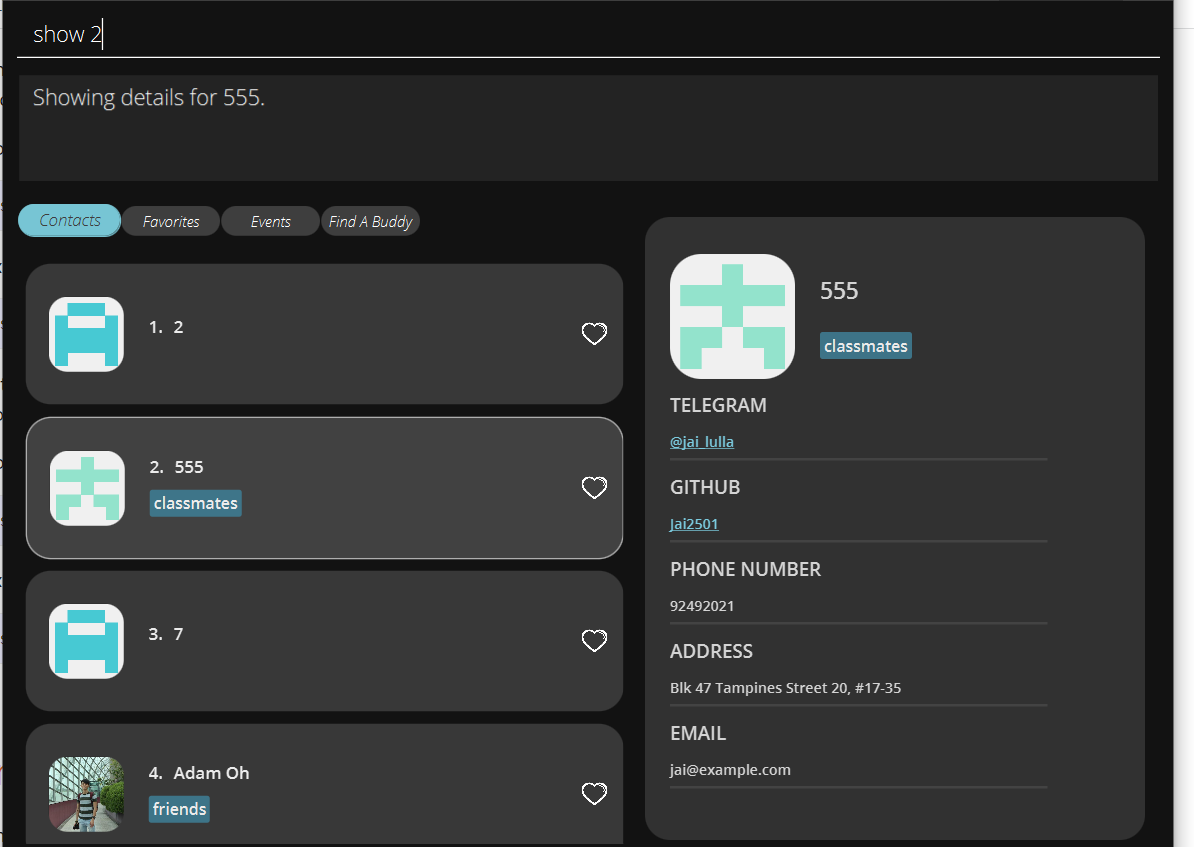 show 2
Showing details for 555.
Contacts Favorites Events Find A Buddy
1. 2
2. 555
classmates
3. 7
4. Adam Oh
friends
555
classmates
TELEGRAM
@jai_lulla
GITHUB
Jai2501
PHONE NUMBER
92492021
ADDRESS
Blk 47 Tampines Street 20, #17-35
EMAIL
jai@example.com